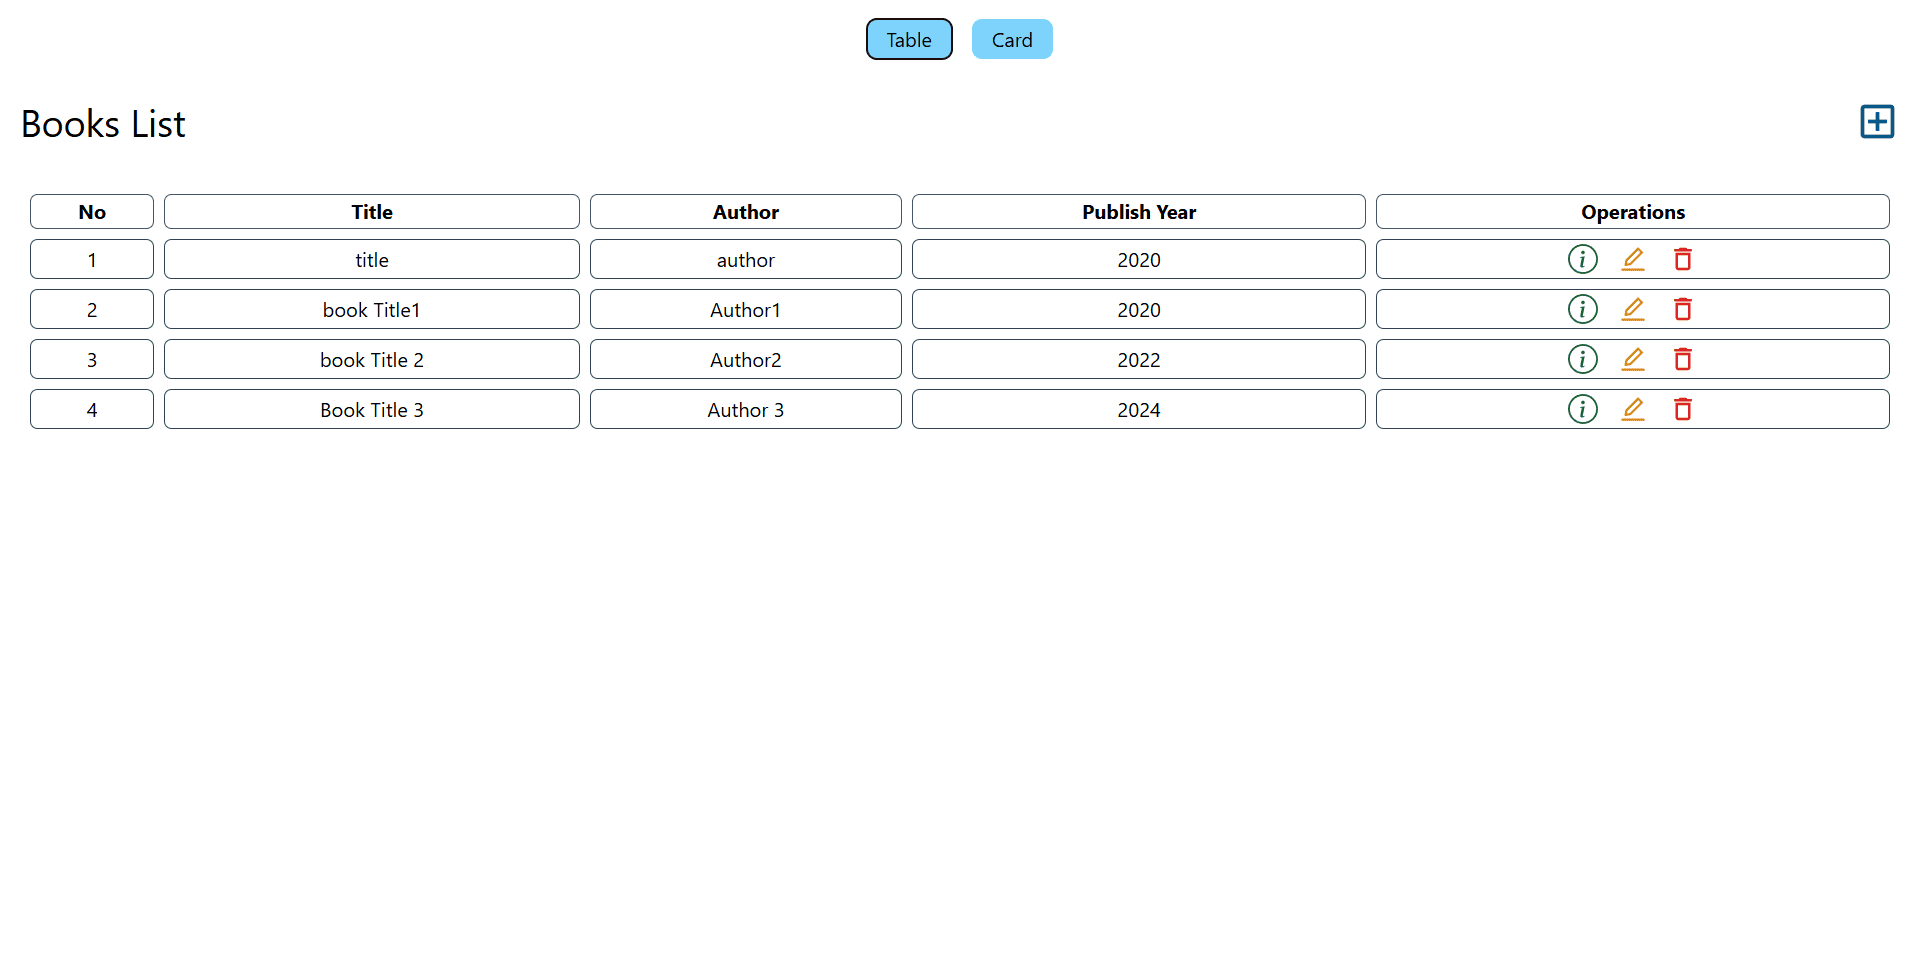 Table Card
Books List
No Title Author Publish Year Operations
1 title author 2020
2 book Title1 Author1 2020
3 book Title 2 Author2 2022
4 Book Title 3 Author 3 2024